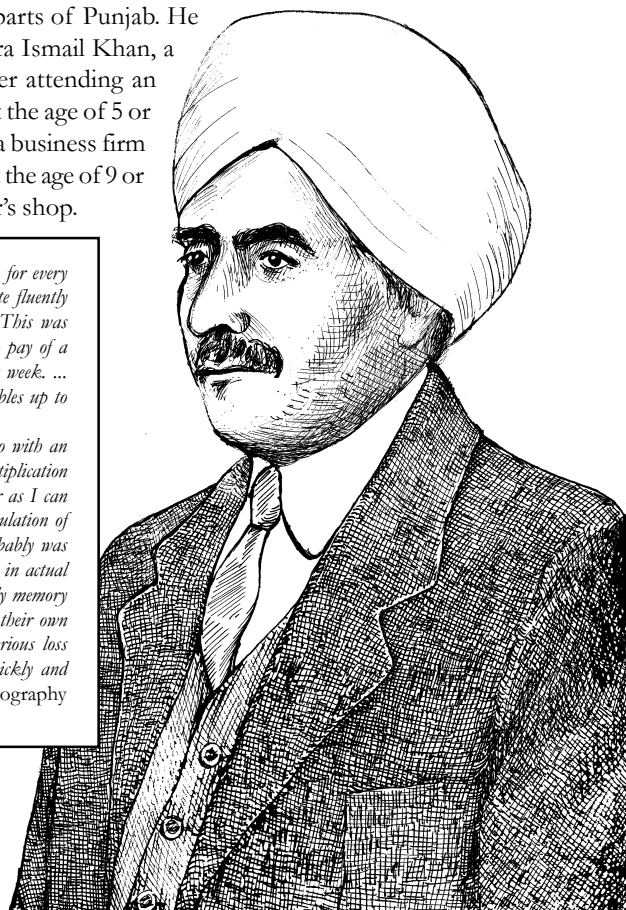 parts of Punjab. He
ra Ismail Khan, a
er attending an
t the age of 5 or
a business firm
t the age of 9 or
r's shop.
for every
te fluently
This was
pay of a
week. ...
bles up to
o with an
tiplication
r as I can
ulation of
bably was
in actual
ly memory
their own
rious loss
ickly and
ography